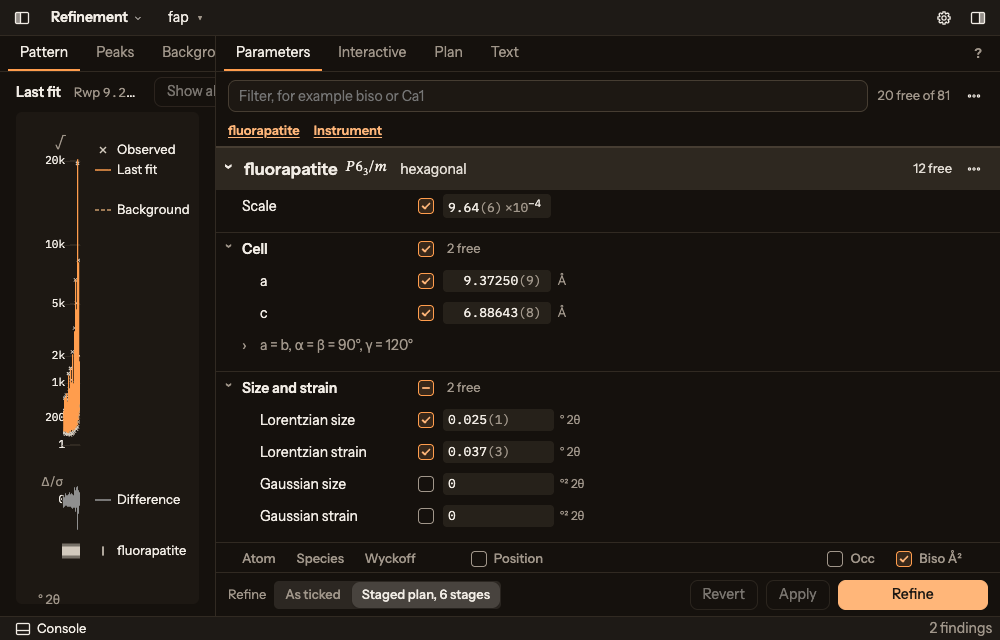 Refinement fap
Pattern Peaks Backgro Parameters Interactive Plan Text ?
Last fit Rwp 9.2… Show al
Filter, for example biso or Ca1 20 free of 81
fluorapatite Instrument
fluorapatite P6₃/m hexagonal 12 free
Scale 9.64(6) ×10⁻⁴
Cell 2 free
a 9.37250(9) Å
c 6.88643(8) Å
a = b, α = β = 90°, γ = 120°
Size and strain 2 free
Lorentzian size 0.025(1) °2θ
Lorentzian strain 0.037(3) °2θ
Gaussian size 0 °² 2θ
Gaussian strain 0 °² 2θ
Atom Species Wyckoff Position Occ Biso Å²
√
20k
10k
5k
2k
1k
200
1
Δ/σ
0
° 2θ
Observed
Last fit
Background
Difference
fluorapatite
Refine As ticked Staged plan, 6 stages Revert Apply Refine
Console 2 findings